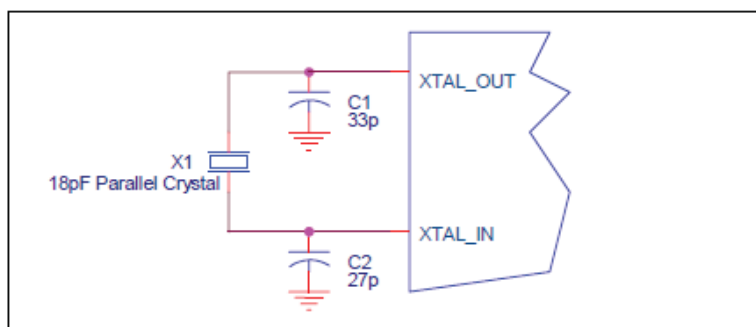 XTAL_OUT
C1
33p
X1
18pF Parallel Crystal
XTAL_IN
C2
27p